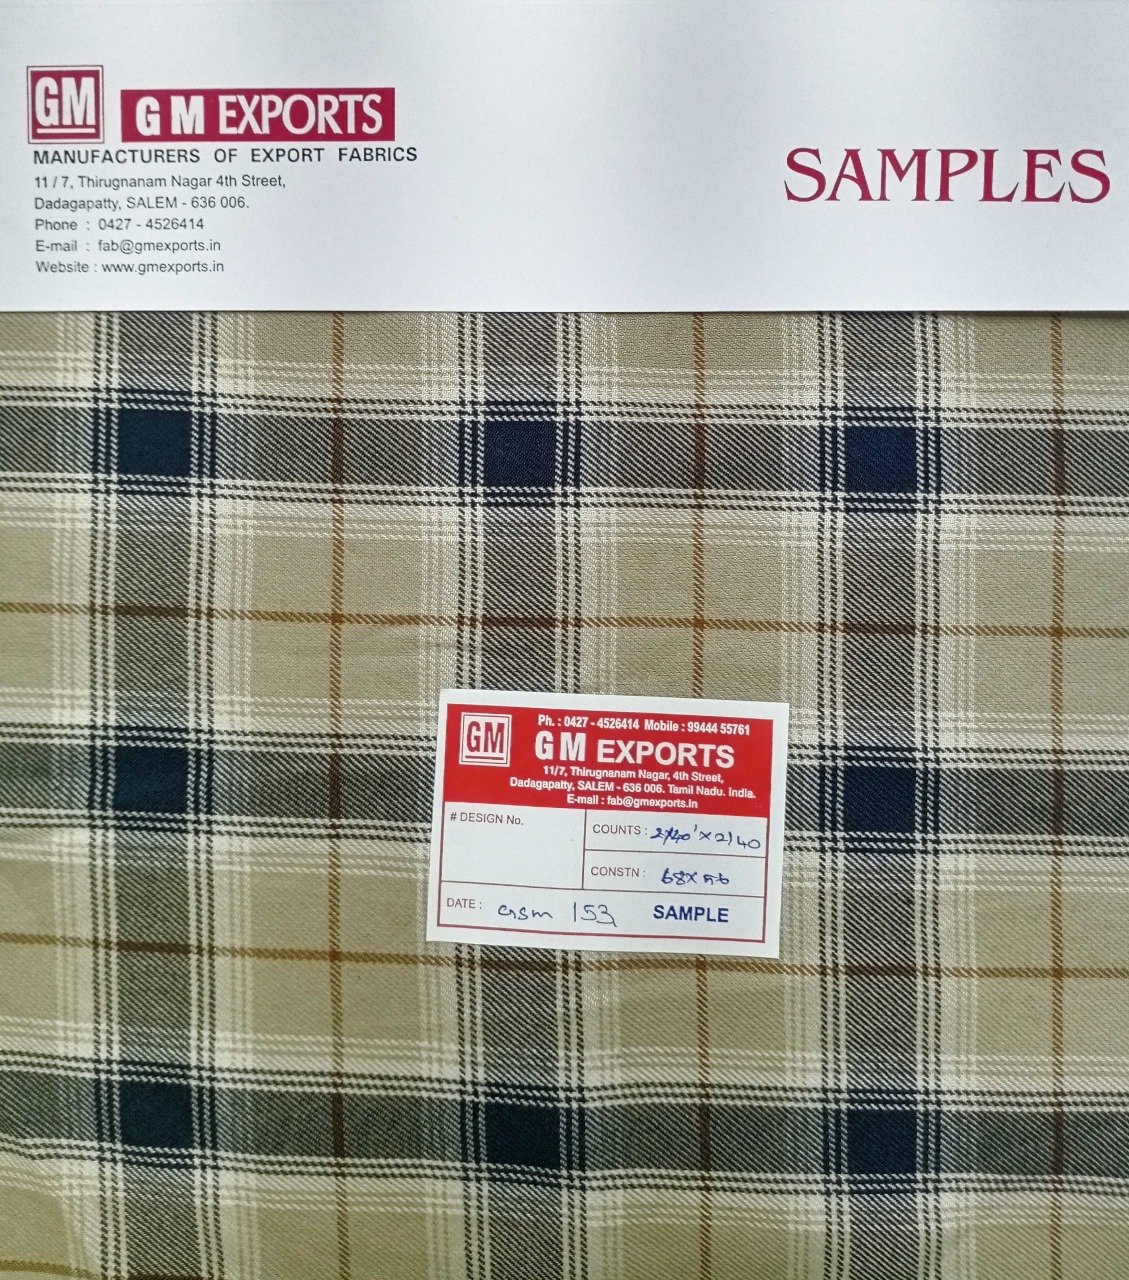 GM
G M EXPORTS
MANUFACTURERS OF EXPORT FABRICS
11 / 7, Thirugnanam Nagar 4th Street,
Dadagapatty, SALEM - 636 006.
Phone : 0427 - 4526414
E-mail : fab@gmexports.in
Website : www.gmexports.in
SAMPLES
GM
Ph. : 0427 - 4526414 Mobile : 99444 55761
G M EXPORTS
11/7, Thirugnanam Nagar, 4th Street,
Dadagapatty, SALEM - 636 006. Tamil Nadu. India.
E-mail : fab@gmexports.in
# DESIGN No.
COUNTS : 2/40' X 2/40
CONSTN : 68X
DATE : GSM 153 SAMPLE